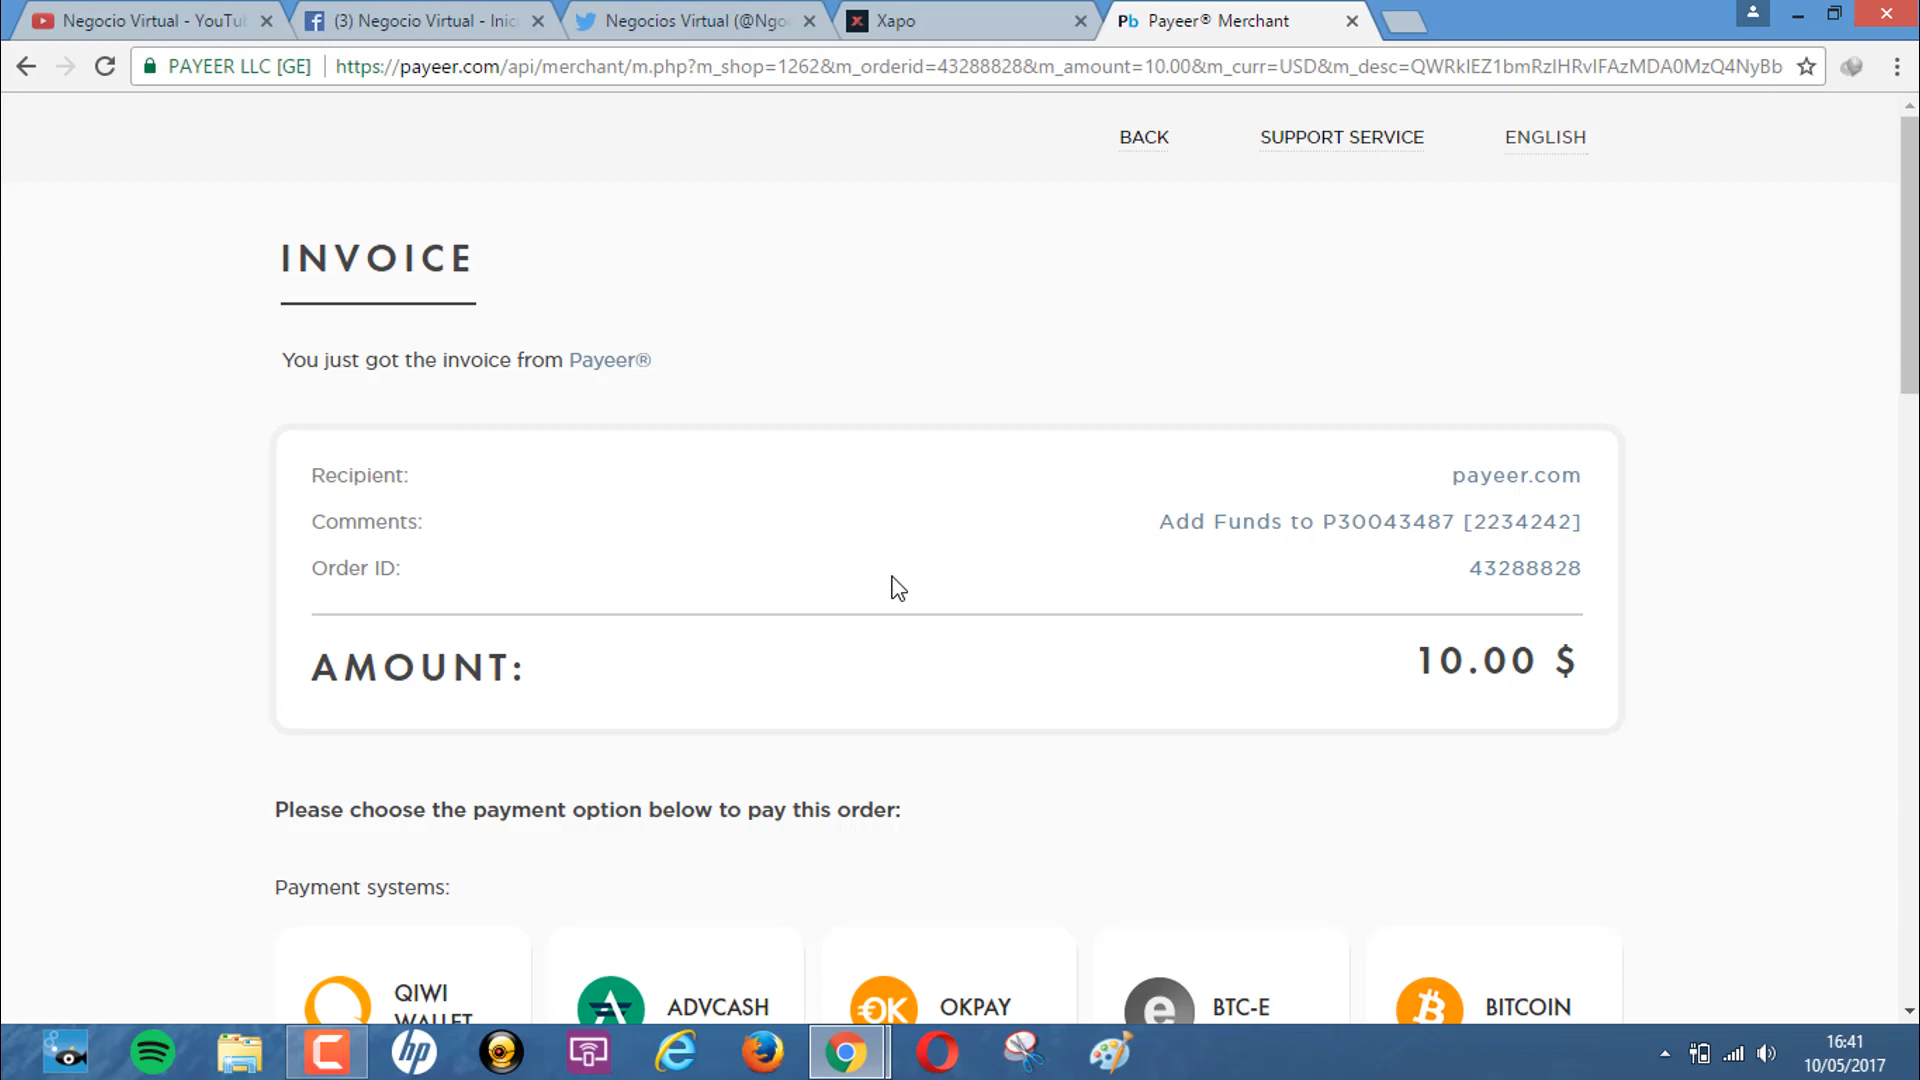 Negocio Virtual - YouTu
(3) Negocio Virtual - Inic
Negocios Virtual (@Ngo
Xapo
Pb Payeer® Merchant
PAYEER LLC [GE] https://payeer.com/api/merchant/m.php?m_shop=1262&m_orderid=43288828&m_amount=10.00&m_curr=USD&m_desc=QWRkIEZ1bmRzIHRvIFAzMDA0MzQ4NyBb
BACK
SUPPORT SERVICE
ENGLISH
INVOICE
You just got the invoice from Payeer®
Recipient: payeer.com
Comments: Add Funds to P30043487 [2234242]
Order ID: 43288828
AMOUNT: 10.00 $
Please choose the payment option below to pay this order:
Payment systems:
QIWI
WALLET
ADVCASH
OKPAY
BTC-E
BITCOIN
16:41
10/05/2017